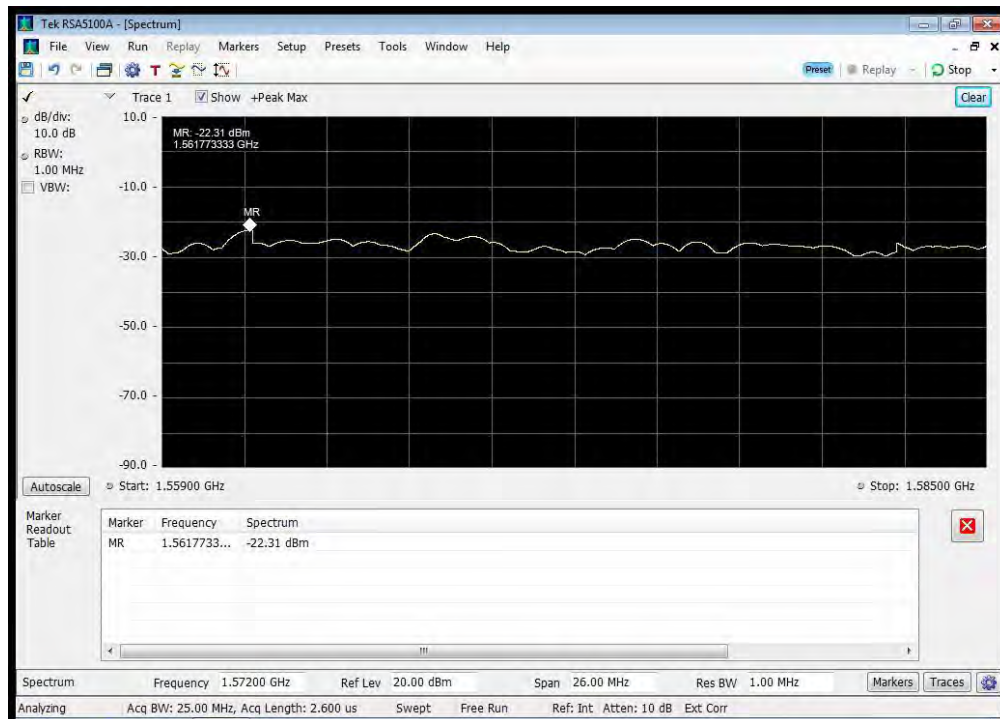 Tek RSA5100A - [Spectrum]
File View Run Replay Markers Setup Presets Tools Window Help
T Preset Replay Stop
Trace 1 Show +Peak Max Clear
dB/div:
10.0 dB
RBW:
1.00 MHz
VBW:
10.0
MR: -22.31 dBm
1.561773333 GHz
-10.0
MR
-30.0
-50.0
-70.0
-90.0
Autoscale Start: 1.55900 GHz Stop: 1.58500 GHz
Marker Readout Table
Marker Frequency Spectrum
MR 1.5617733... -22.31 dBm
Spectrum Frequency 1.57200 GHz Ref Lev 20.00 dBm Span 26.00 MHz Res BW 1.00 MHz Markers Traces
Analyzing Acq BW: 25.00 MHz, Acq Length: 2.600 us Swept Free Run Ref: Int Atten: 10 dB Ext Corr